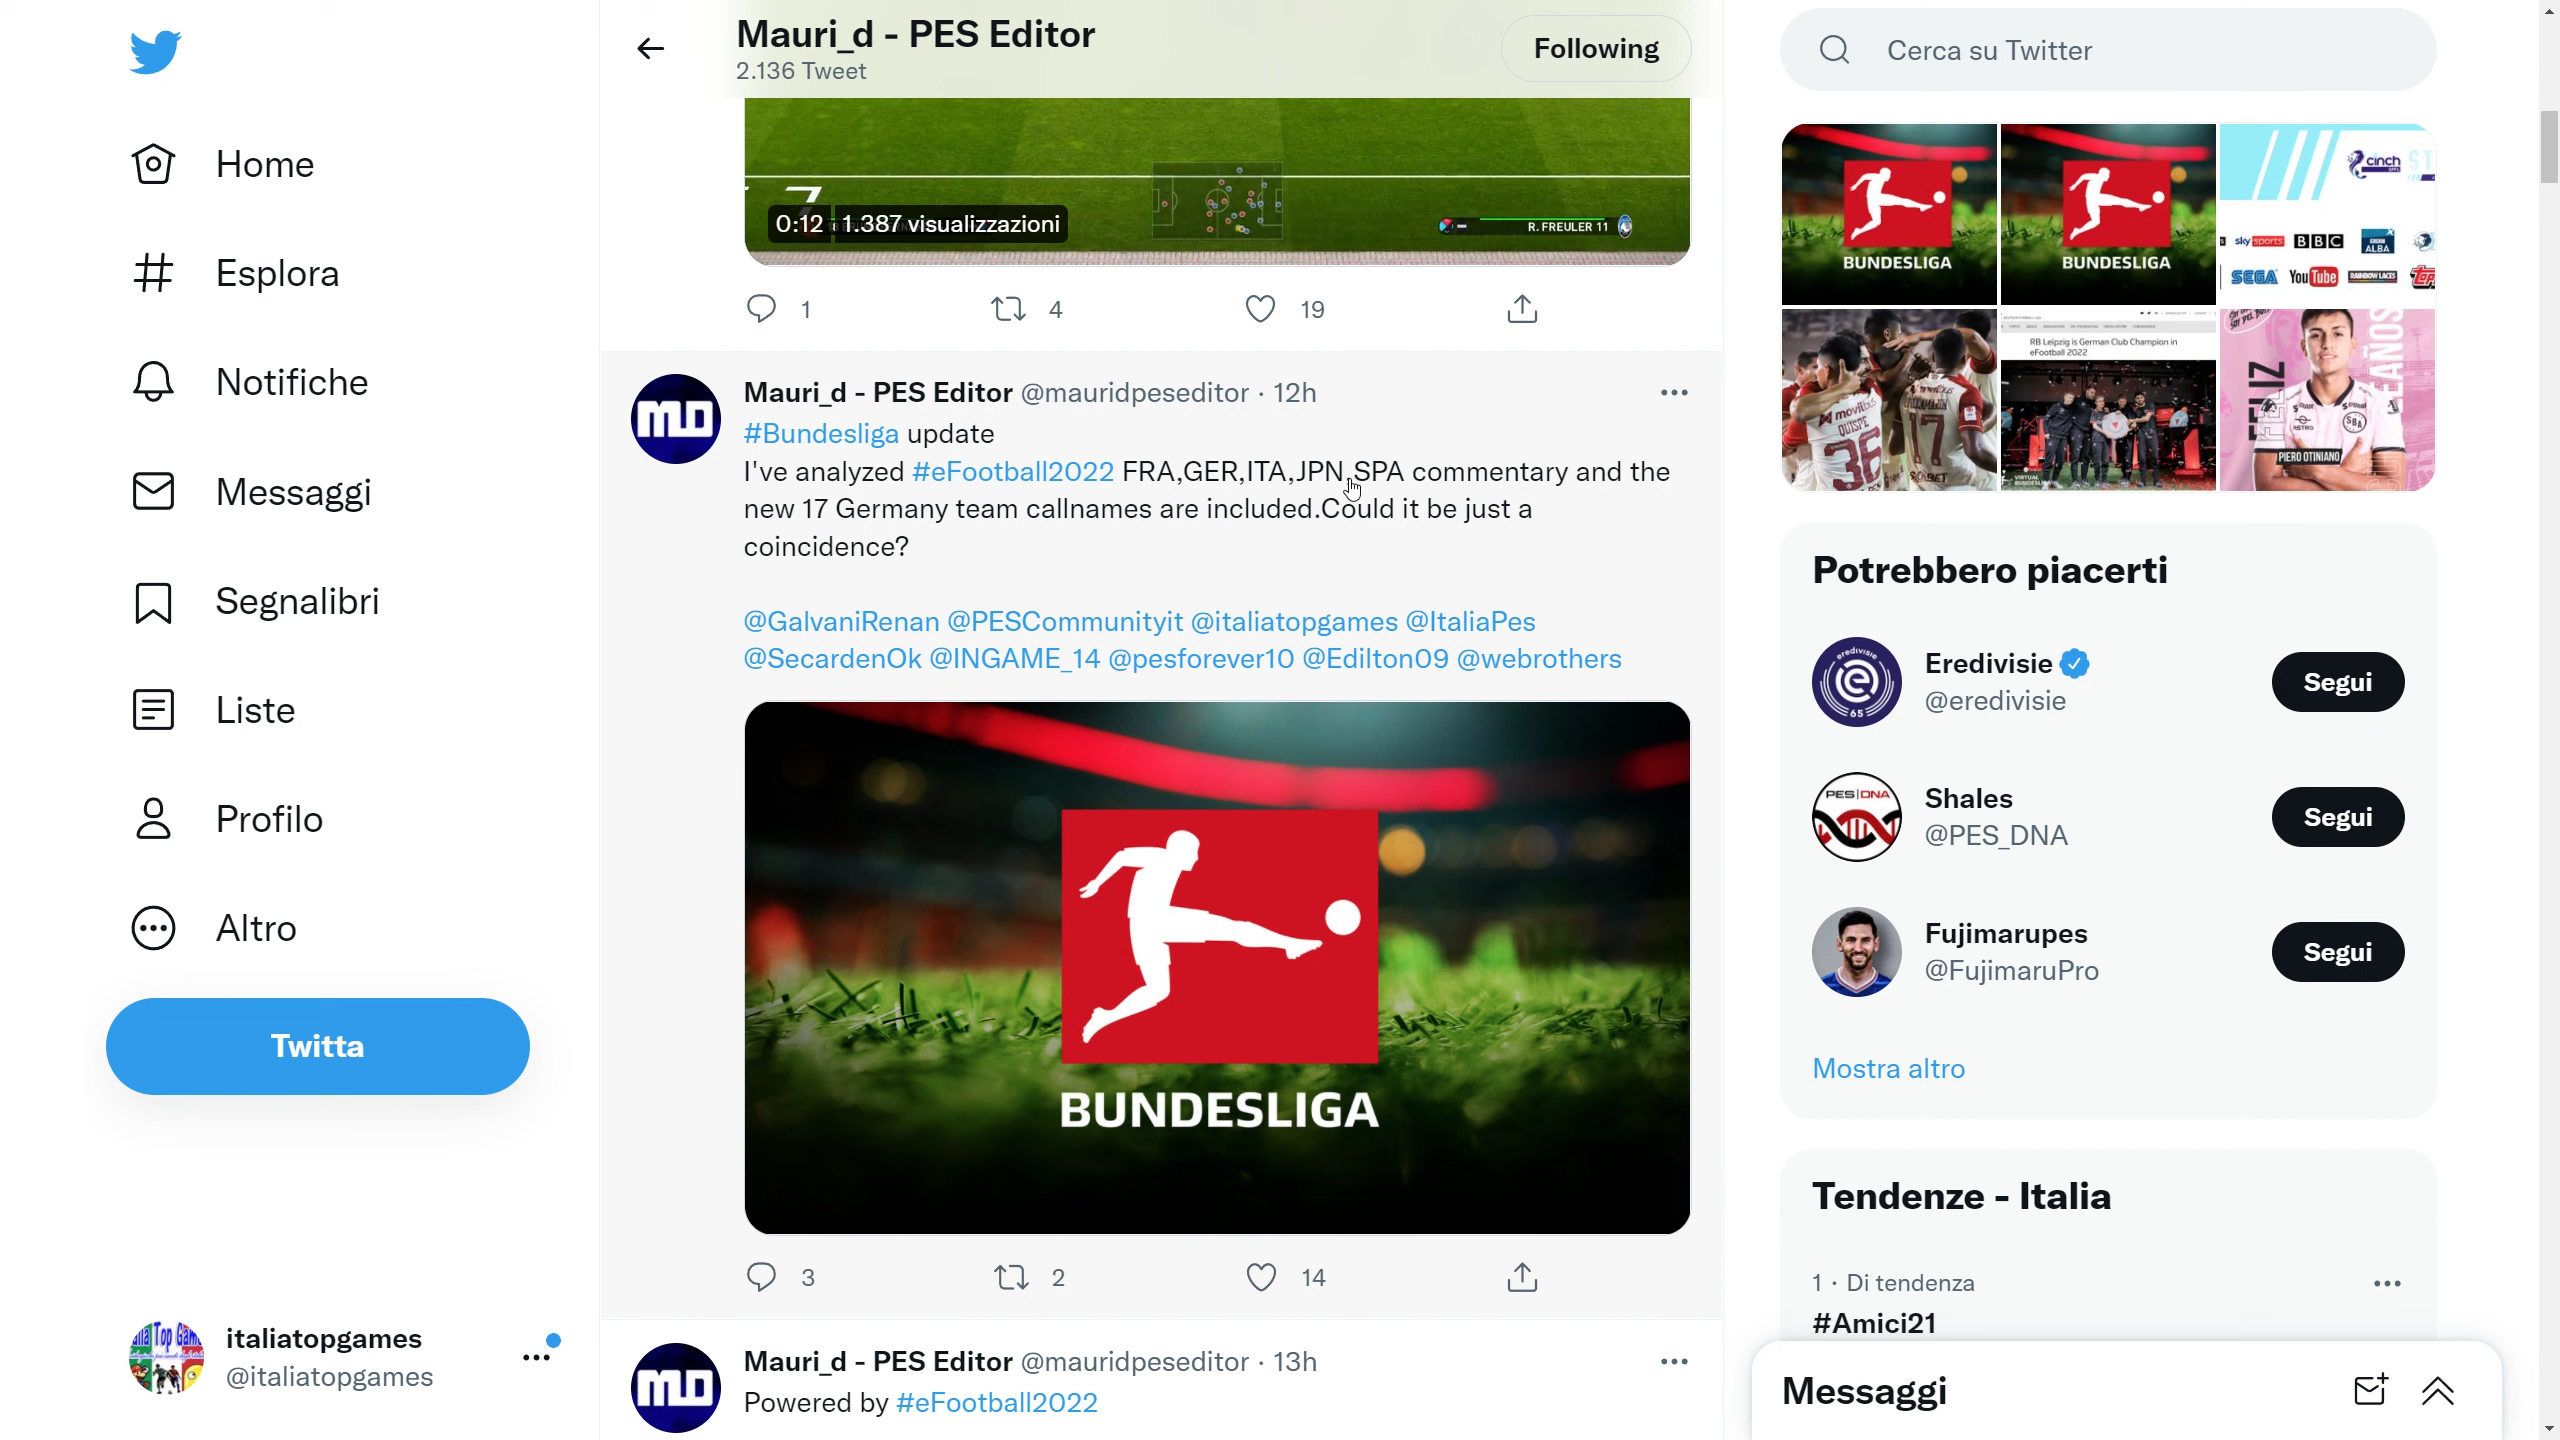 Home
Esplora
Notifiche
Messaggi
Segnalibri
Liste
Profilo
Altro
Twitta
italiatopgames
@italiatopgames
Mauri_d - PES Editor
2.136 Tweet
Following
0:12 1.387 visualizzazioni
R. FREULER 11
1 4 19
Mauri_d - PES Editor @mauridpeseditor · 12h
#Bundesliga update
I've analyzed #eFootball2022 FRA,GER,ITA,JPN,SPA commentary and the
new 17 Germany team callnames are included.Could it be just a
coincidence?
@GalvaniRenan @PESCommunityit @italiatopgames @ItaliaPes
@SecardenOk @INGAME_14 @pesforever10 @Edilton09 @webrothers
BUNDESLIGA
3 2 14
Mauri_d - PES Editor @mauridpeseditor · 13h
Powered by #eFootball2022
Cerca su Twitter
BUNDESLIGA
BUNDESLIGA
cinch
sky sports BBC ALBA
SEGA YouTube RAINBOW LACES
movilbus
QUISPE
36
17
RB Leipzig is German Club Champion in
eFootball 2022
FELIZ
PIERO OTINIANO
Potrebbero piacerti
Eredivisie
@eredivisie
Segui
PES|DNA
Shales
@PES_DNA
Segui
Fujimarupes
@FujimaruPro
Segui
Mostra altro
Tendenze - Italia
1 · Di tendenza
#Amici21
Messaggi